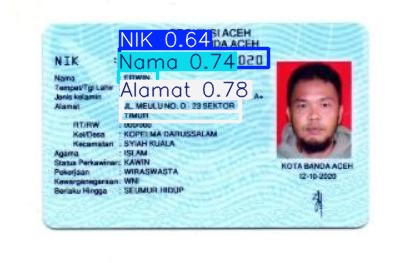 NIK 0.64
SI ACEH
DA ACEH
NIK : 020
Nama 0.74
Nama : ERWIN
Tempat/Tgl Lahir
Alamat 0.78
Jenis kelamin A+
Alamat JL. MEULU NO. 0 - 23 SEKTOR
TIMUR
RT/RW : 000/000
Kel/Desa : KOPELMA DARUSSALAM
Kecamatan : SYIAH KUALA
Agama : ISLAM
Status Perkawinan: KAWIN
Pekerjaan : WIRASWASTA
Kewarganegaraan: WNI
Berlaku Hingga : SEUMUR HIDUP
KOTA BANDA ACEH
12-10-2020